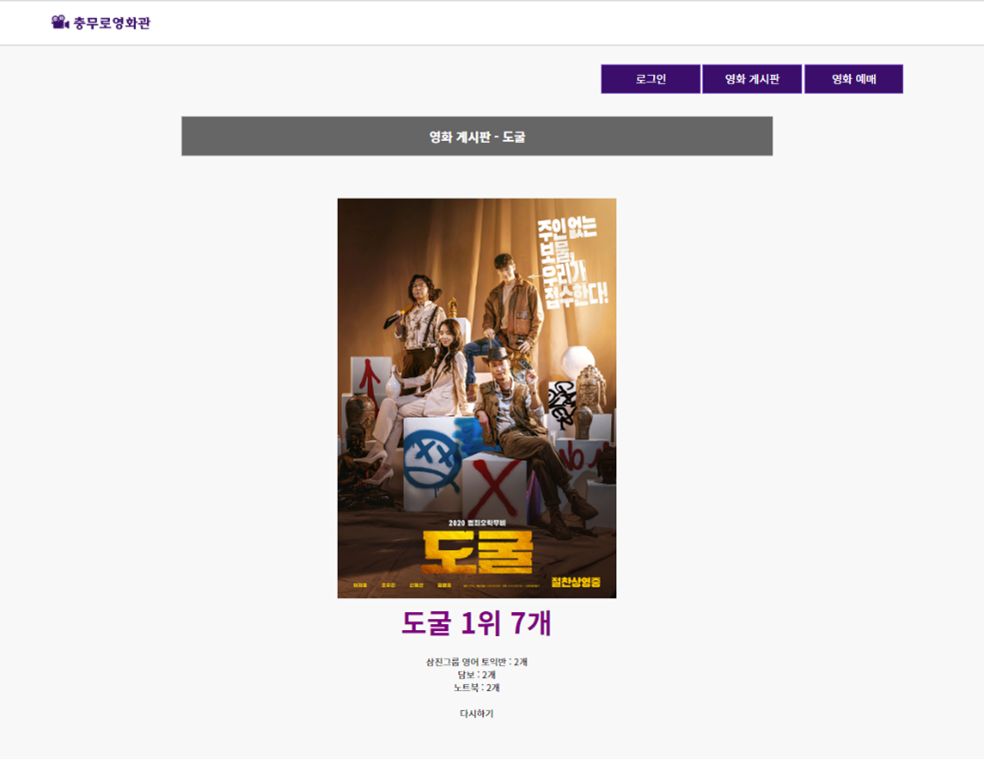 충무로영화관
로그인
영화 게시판
영화 예매
영화 게시판 - 도굴
주인 없는
보물,
우리가
접수한다!
2020 범죄오락무비
도굴
절찬상영중
도굴 1위 7개
삼진그룹 영어 토익반 : 2개
담보 : 2개
노트북 : 2개
다시하기